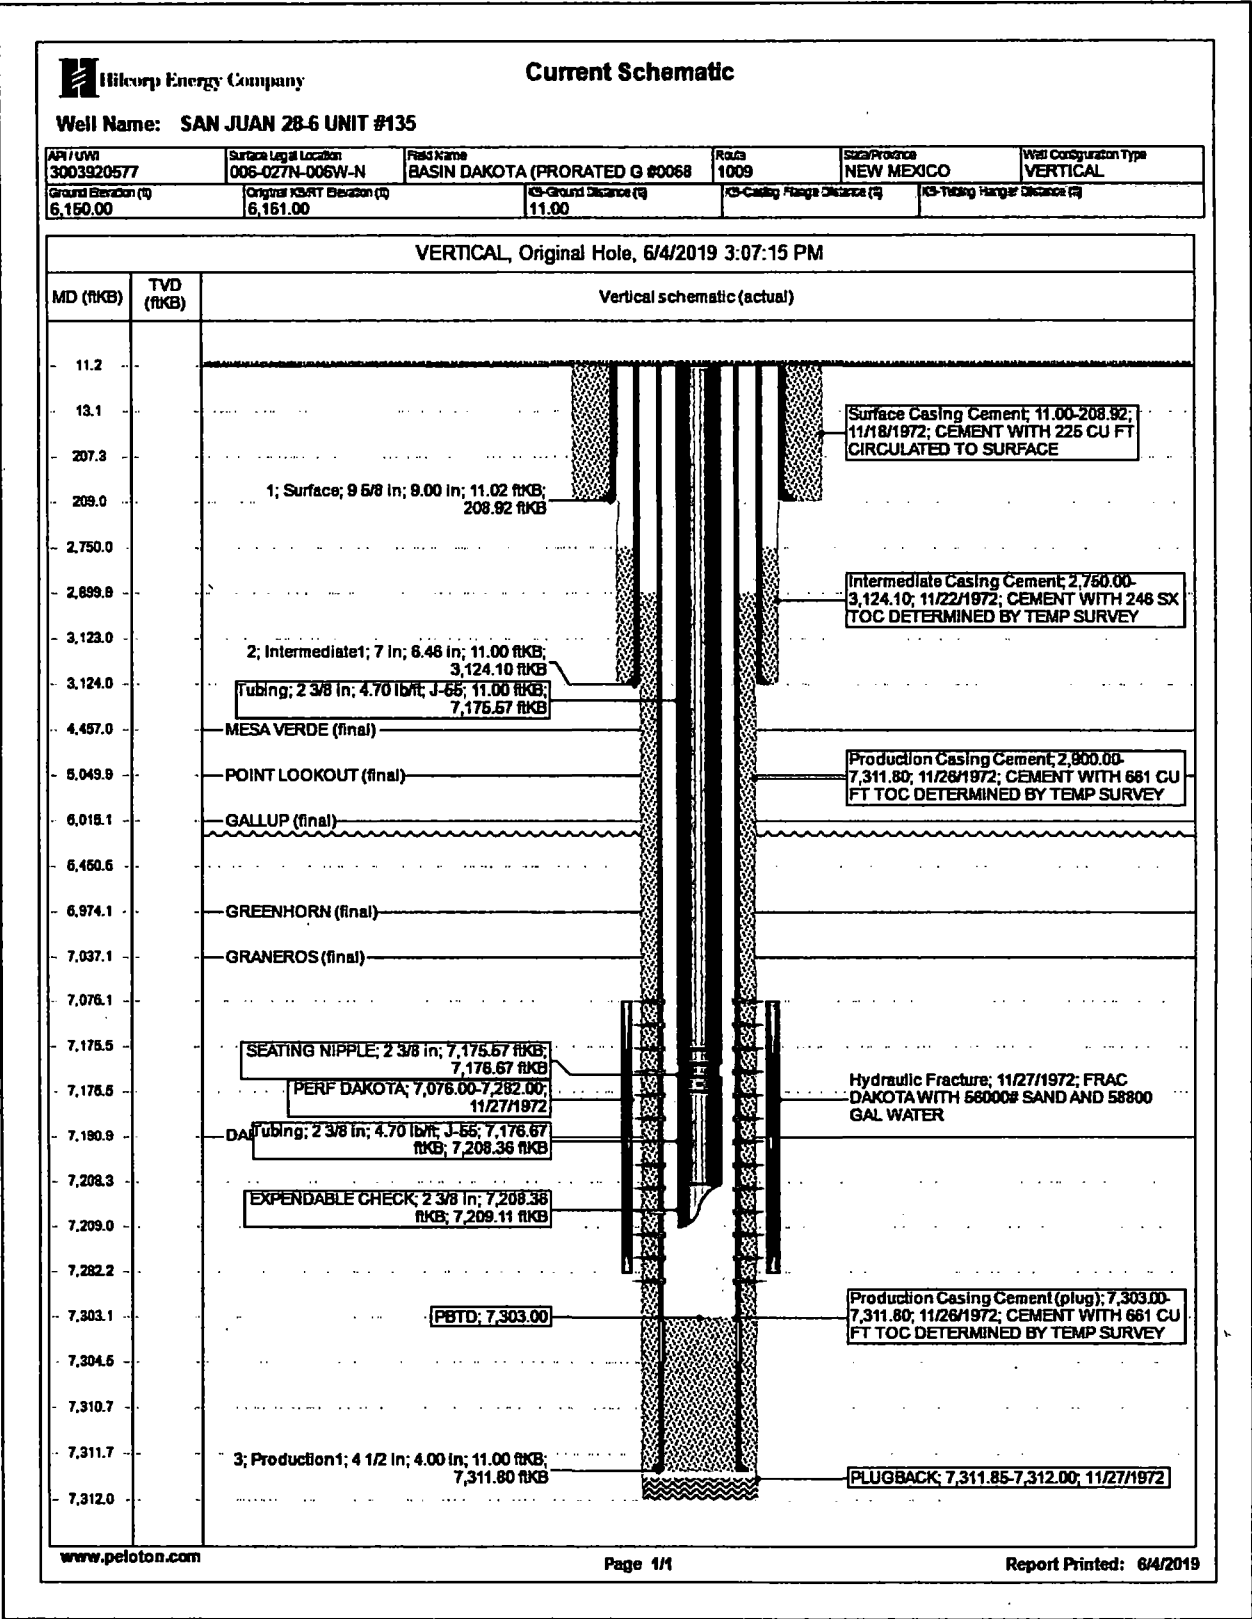 Hilcorp Energy Company
Current Schematic
Well Name: SAN JUAN 28-6 UNIT #135
API / UWI
3003920577
Surface Legal Location
006-027N-006W-N
Field Name
BASIN DAKOTA (PRORATED G #0068
Route
1009
State/Province
NEW MEXICO
Well Configuration Type
VERTICAL
Ground Elevation (ft)
6,150.00
Original KB/RT Elevation (ft)
6,161.00
KB-Ground Distance (ft)
11.00
KB-Casing Flange Distance (ft)
KB-Tubing Hanger Distance (ft)
VERTICAL, Original Hole, 6/4/2019 3:07:15 PM
MD (ftKB)
TVD
(ftKB)
Vertical schematic (actual)
11.2
13.1
Surface Casing Cement; 11.00-208.92;
11/18/1972; CEMENT WITH 225 CU FT
CIRCULATED TO SURFACE
207.3
1; Surface; 9 5/8 in; 9.00 in; 11.02 ftKB;
208.92 ftKB
209.0
2,750.0
2,899.9
Intermediate Casing Cement; 2,750.00-
3,124.10; 11/22/1972; CEMENT WITH 246 SX
TOC DETERMINED BY TEMP SURVEY
3,123.0
2; Intermediate1; 7 in; 6.46 in; 11.00 ftKB;
3,124.10 ftKB
3,124.0
Tubing; 2 3/8 in; 4.70 lb/ft; J-55; 11.00 ftKB;
7,175.57 ftKB
4,457.0
MESA VERDE (final)
5,049.9
POINT LOOKOUT (final)
Production Casing Cement; 2,900.00-
7,311.80; 11/26/1972; CEMENT WITH 661 CU
FT TOC DETERMINED BY TEMP SURVEY
6,015.1
GALLUP (final)
6,974.1
GREENHORN (final)
7,037.1
GRANEROS (final)
7,076.1
7,175.5
SEATING NIPPLE; 2 3/8 in; 7,175.57 ftKB;
7,176.67 ftKB
7,176.5
PERF DAKOTA; 7,076.00-7,282.00;
11/27/1972
Hydraulic Fracture; 11/27/1972; FRAC
DAKOTA WITH 56000# SAND AND 58800
GAL WATER
7,190.9
DA
Tubing; 2 3/8 in; 4.70 lb/ft; J-55; 7,176.67
ftKB; 7,208.36 ftKB
7,208.3
EXPENDABLE CHECK; 2 3/8 in; 7,208.36
ftKB; 7,209.11 ftKB
7,209.0
7,282.2
7,303.1
PBTD; 7,303.00
Production Casing Cement (plug); 7,303.00-
7,311.80; 11/26/1972; CEMENT WITH 661 CU
FT TOC DETERMINED BY TEMP SURVEY
7,304.5
7,310.7
7,311.7
3; Production1; 4 1/2 in; 4.00 in; 11.00 ftKB;
7,311.80 ftKB
PLUGBACK; 7,311.85-7,312.00; 11/27/1972
7,312.0
www.peloton.com
Page 1/1
Report Printed: 6/4/2019